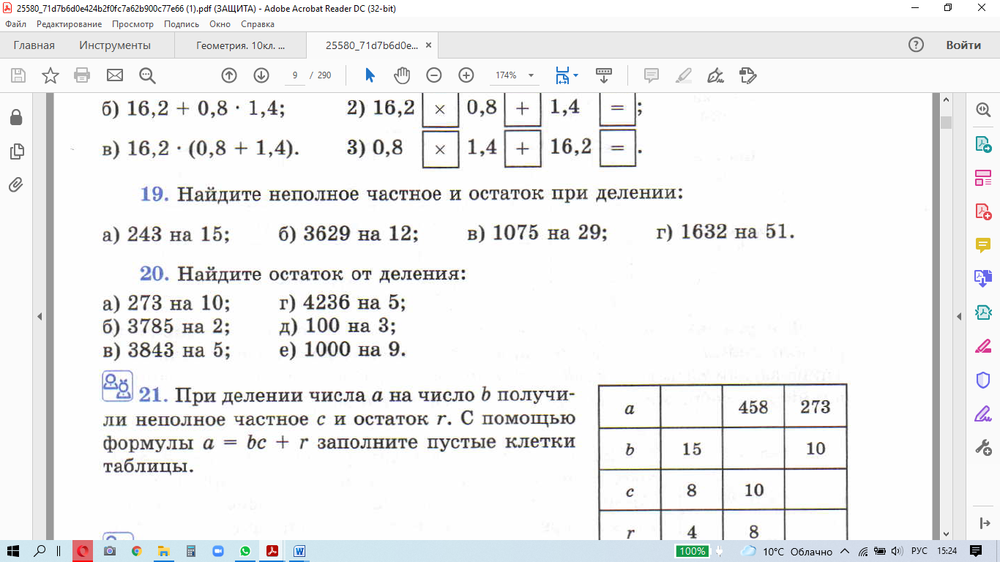 25580_71d7b6d0e424b2f0fc7a62b900c77e66 (1).pdf (ЗАЩИТА) - Adobe Acrobat Reader DC (32-bit)
Файл Редактирование Просмотр Подпись Окно Справка
Главная Инструменты Геометрия. 10кл. ... 25580_71d7b6d0e... × Войти
9 / 290 174%
б) 16,2 + 0,8 · 1,4; 2) 16,2 × 0,8 + 1,4 = ;
в) 16,2 · (0,8 + 1,4). 3) 0,8 × 1,4 + 16,2 = .
19. Найдите неполное частное и остаток при делении:
а) 243 на 15; б) 3629 на 12; в) 1075 на 29; г) 1632 на 51.
20. Найдите остаток от деления:
а) 273 на 10; г) 4236 на 5;
б) 3785 на 2; д) 100 на 3;
в) 3843 на 5; е) 1000 на 9.
21. При делении числа a на число b получи-
ли неполное частное c и остаток r. С помощью
формулы a = bc + r заполните пустые клетки
таблицы.
a 458 273
b 15 10
c 8 10
r 4 8
100% 10°C Облачно РУС 15:24